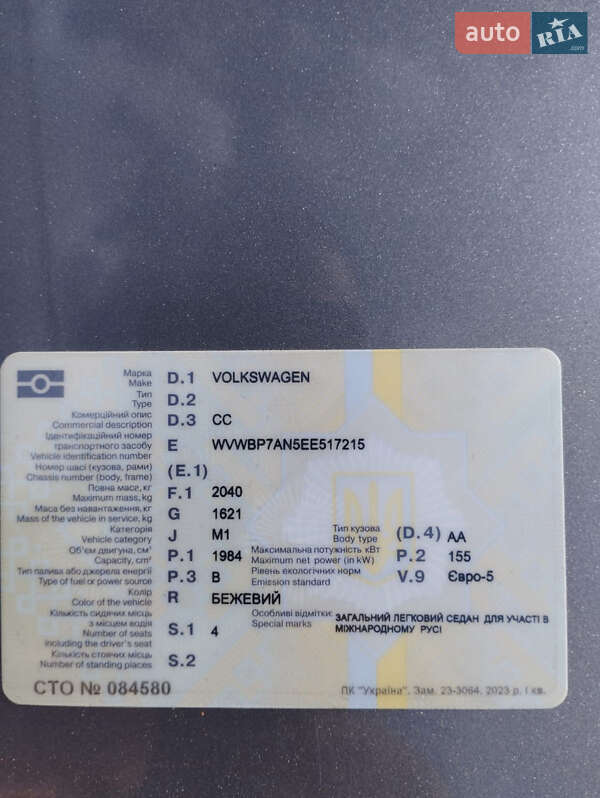 auto RIA.com
Марка D.1 VOLKSWAGEN
Make
Тип D.2
Type
Комерційний опис D.3 CC
Commercial description
Ідентифікаційний номер
транспортного засобу E WVWBP7AN5EE517215
Vehicle identification number
Номер шасі (кузова, рами) (E.1)
Chassis number (body, frame)
Повна маса, кг F.1 2040
Maximum mass, kg
Маса без навантаження, кг G 1621
Mass of the vehicle in service, kg
Категорія J M1 Тип кузова (D.4) AA
Vehicle category Body type
Об'єм двигуна, см³ P.1 1984 Максимальна потужність кВт P.2 155
Capacity, cm³ Maximum net power (in kW)
Тип палива або джерела енергії P.3 B Рівень екологічних норм V.9 Євро-5
Type of fuel or power source Emission standard
Колір R БЕЖЕВИЙ Особливі відмітки:
Color of the vehicle Special marks
ЗАГАЛЬНИЙ ЛЕГКОВИЙ СЕДАН ДЛЯ УЧАСТІ В
МІЖНАРОДНОМУ РУСІ
Кількість сидячих місць
з місцем водія S.1 4
Number of seats
including the driver's seat
Кількість стоячих місць S.2
Number of standing places
СТО № 084580
ПК "Україна". Зам. 23-3064. 2023 р. І кв.